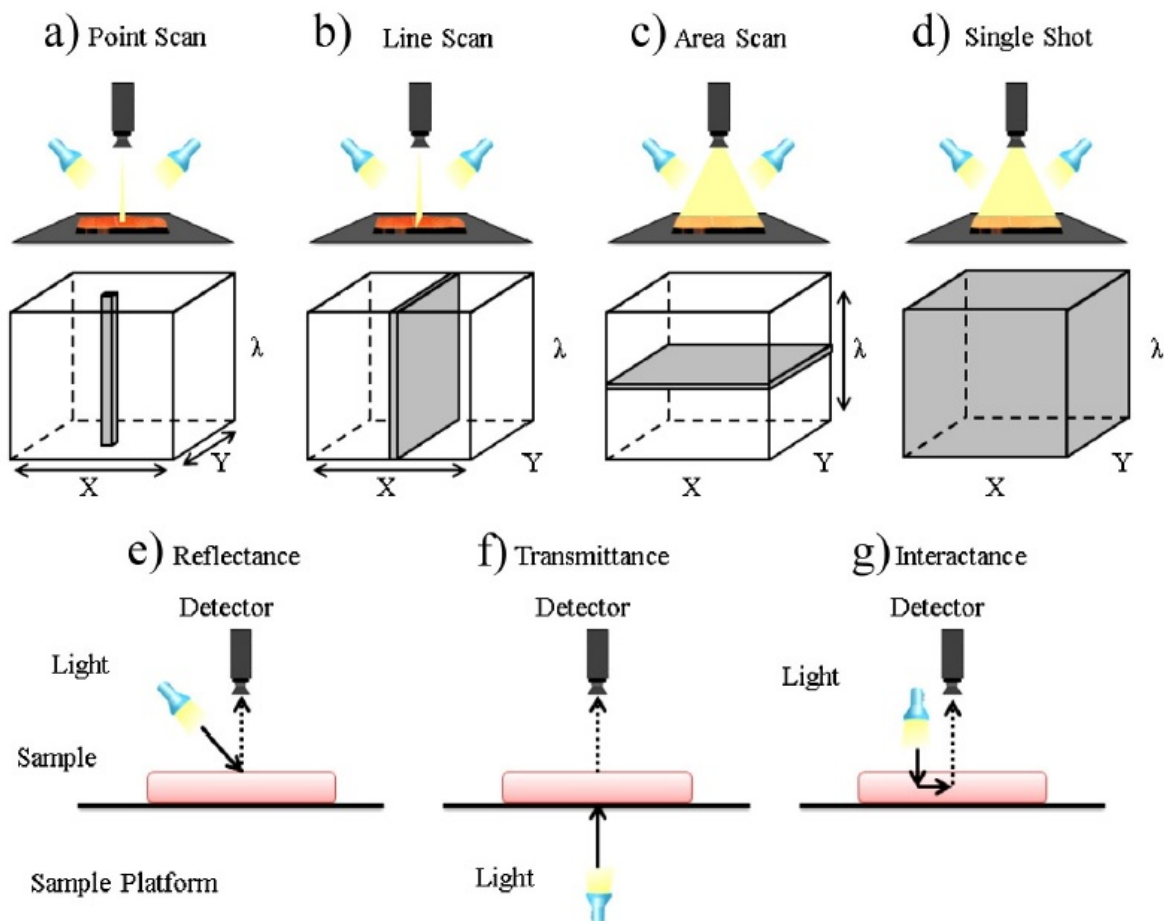 a) Point Scan
b) Line Scan
c) Area Scan
d) Single Shot
λ
Y
X
λ
Y
X
λ
Y
X
λ
Y
X
e) Reflectance
f) Transmittance
g) Interactance
Detector
Detector
Detector
Light
Light
Sample
Sample Platform
Light